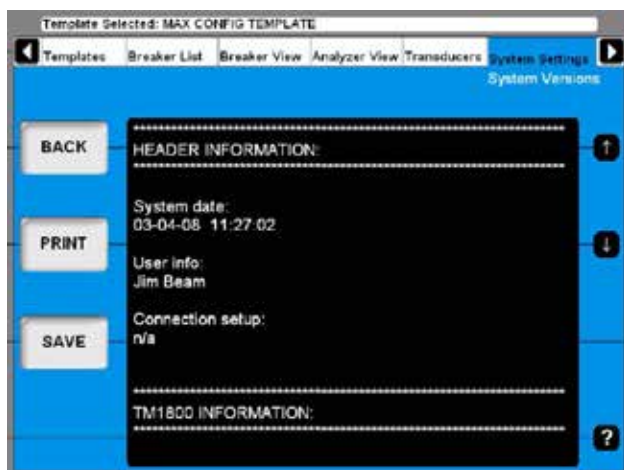 Template Selected: MAX CONFIG TEMPLATE
Templates Breaker List Breaker View Analyzer View Transducers System Settings
System Versions
BACK
PRINT
SAVE
**********************************************************************
HEADER INFORMATION:
**********************************************************************
System date:
03-04-08 11:27:02
User info:
Jim Beam
Connection setup:
n/a
**********************************************************************
TM1800 INFORMATION:
**********************************************************************
?